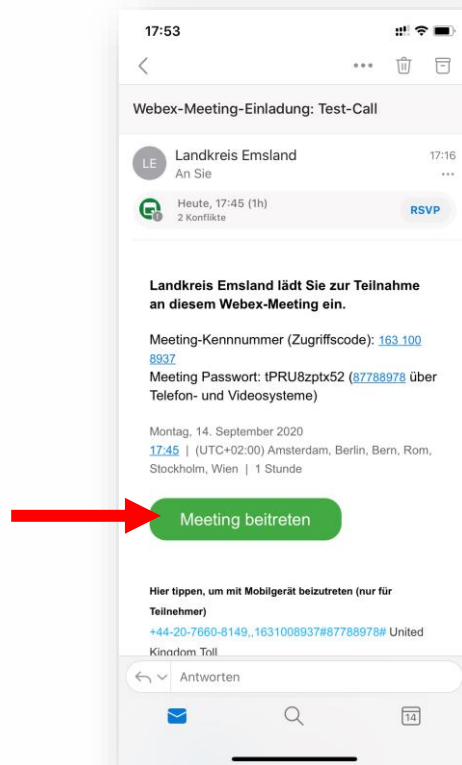 17:53
Webex-Meeting-Einladung: Test-Call
LE
Landkreis Emsland
17:16
An Sie
Heute, 17:45 (1h)
2 Konflikte
RSVP
Landkreis Emsland lädt Sie zur Teilnahme
an diesem Webex-Meeting ein.
Meeting-Kennnummer (Zugriffscode): 163 100
8937
Meeting Passwort: tPRU8zptx52 (87788978 über
Telefon- und Videosysteme)
Montag, 14. September 2020
17:45 | (UTC+02:00) Amsterdam, Berlin, Bern, Rom,
Stockholm, Wien | 1 Stunde
Meeting beitreten
Hier tippen, um mit Mobilgerät beizutreten (nur für
Teilnehmer)
+44-20-7660-8149,,1631008937#87788978# United
Kingdom Toll
Antworten
14